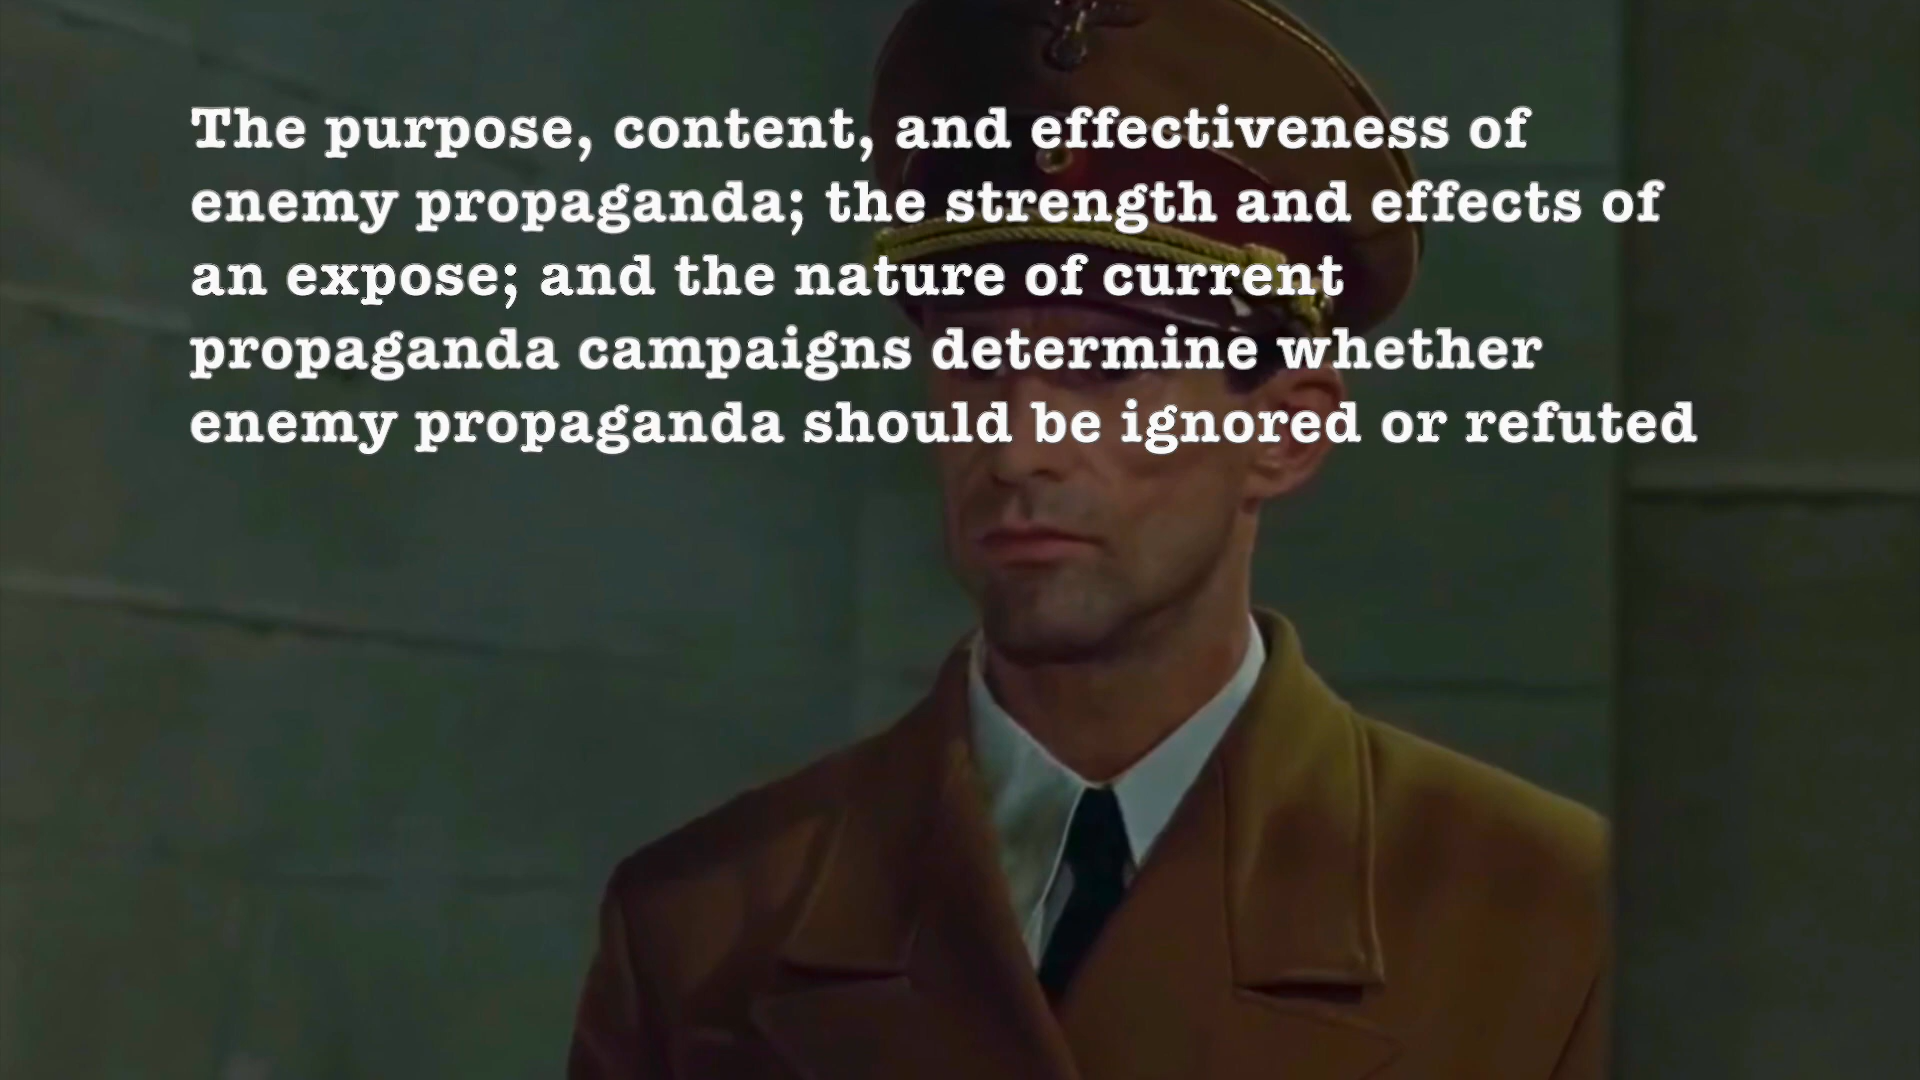 The purpose, content, and effectiveness of
enemy propaganda; the strength and effects of
an expose; and the nature of current
propaganda campaigns determine whether
enemy propaganda should be ignored or refuted